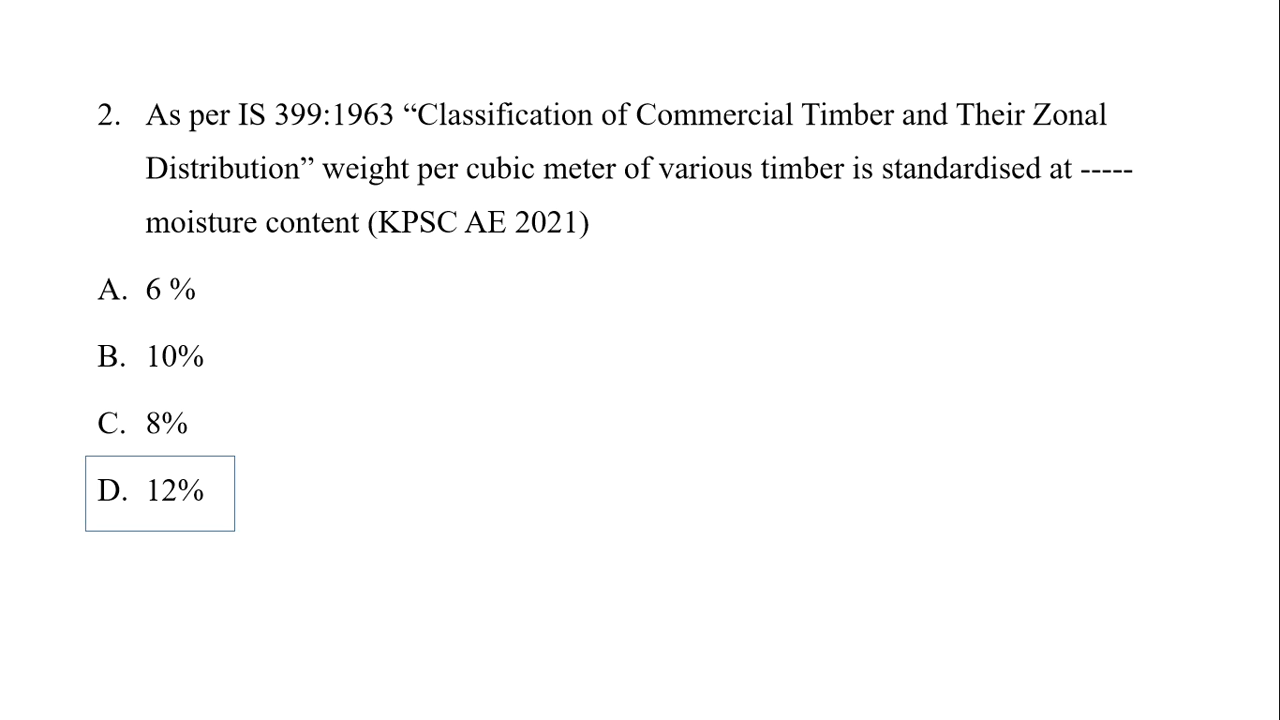 2. As per IS 399:1963 “Classification of Commercial Timber and Their Zonal
Distribution” weight per cubic meter of various timber is standardised at -----
moisture content (KPSC AE 2021)
A. 6 %
B. 10%
C. 8%
D. 12%